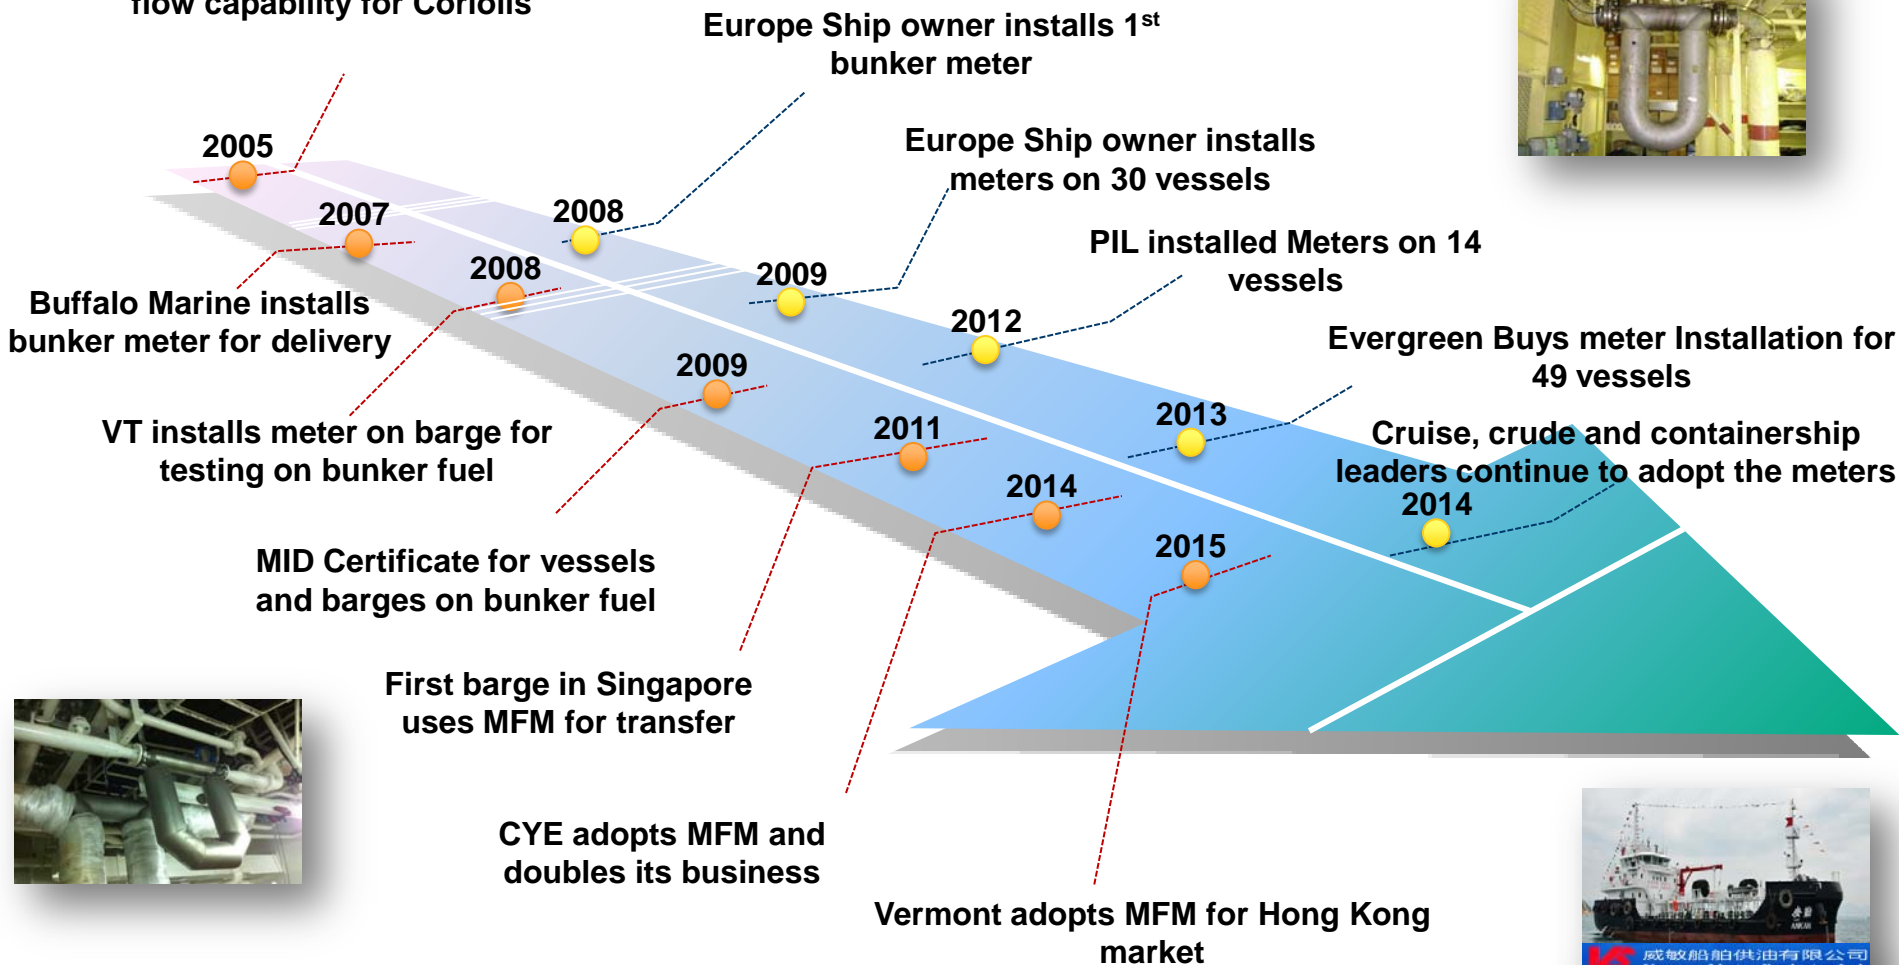 flow capability for Coriolis
Europe Ship owner installs 1st
bunker meter
2005
Europe Ship owner installs
meters on 30 vessels
2007
2008
PIL installed Meters on 14
vessels
2008
2009
Buffalo Marine installs
bunker meter for delivery
2012
Evergreen Buys meter Installation for
49 vessels
2009
2013
VT installs meter on barge for
testing on bunker fuel
2011
Cruise, crude and containership
leaders continue to adopt the meters
2014
2014
2015
MID Certificate for vessels
and barges on bunker fuel
First barge in Singapore
uses MFM for transfer
CYE adopts MFM and
doubles its business
Vermont adopts MFM for Hong Kong
market
ANKAN
威敏船舶供油有限公司